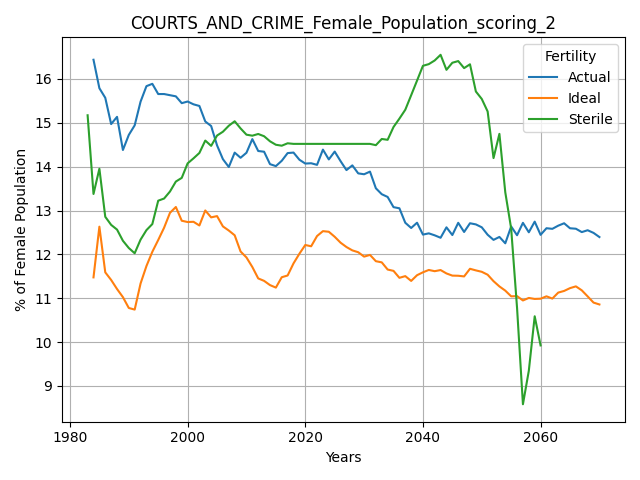 COURTS_AND_CRIME_Female_Population_scoring_2
Fertility
Actual
Ideal
Sterile
% of Female Population
16
15
14
13
12
11
10
9
1980
2000
2020
2040
2060
Years